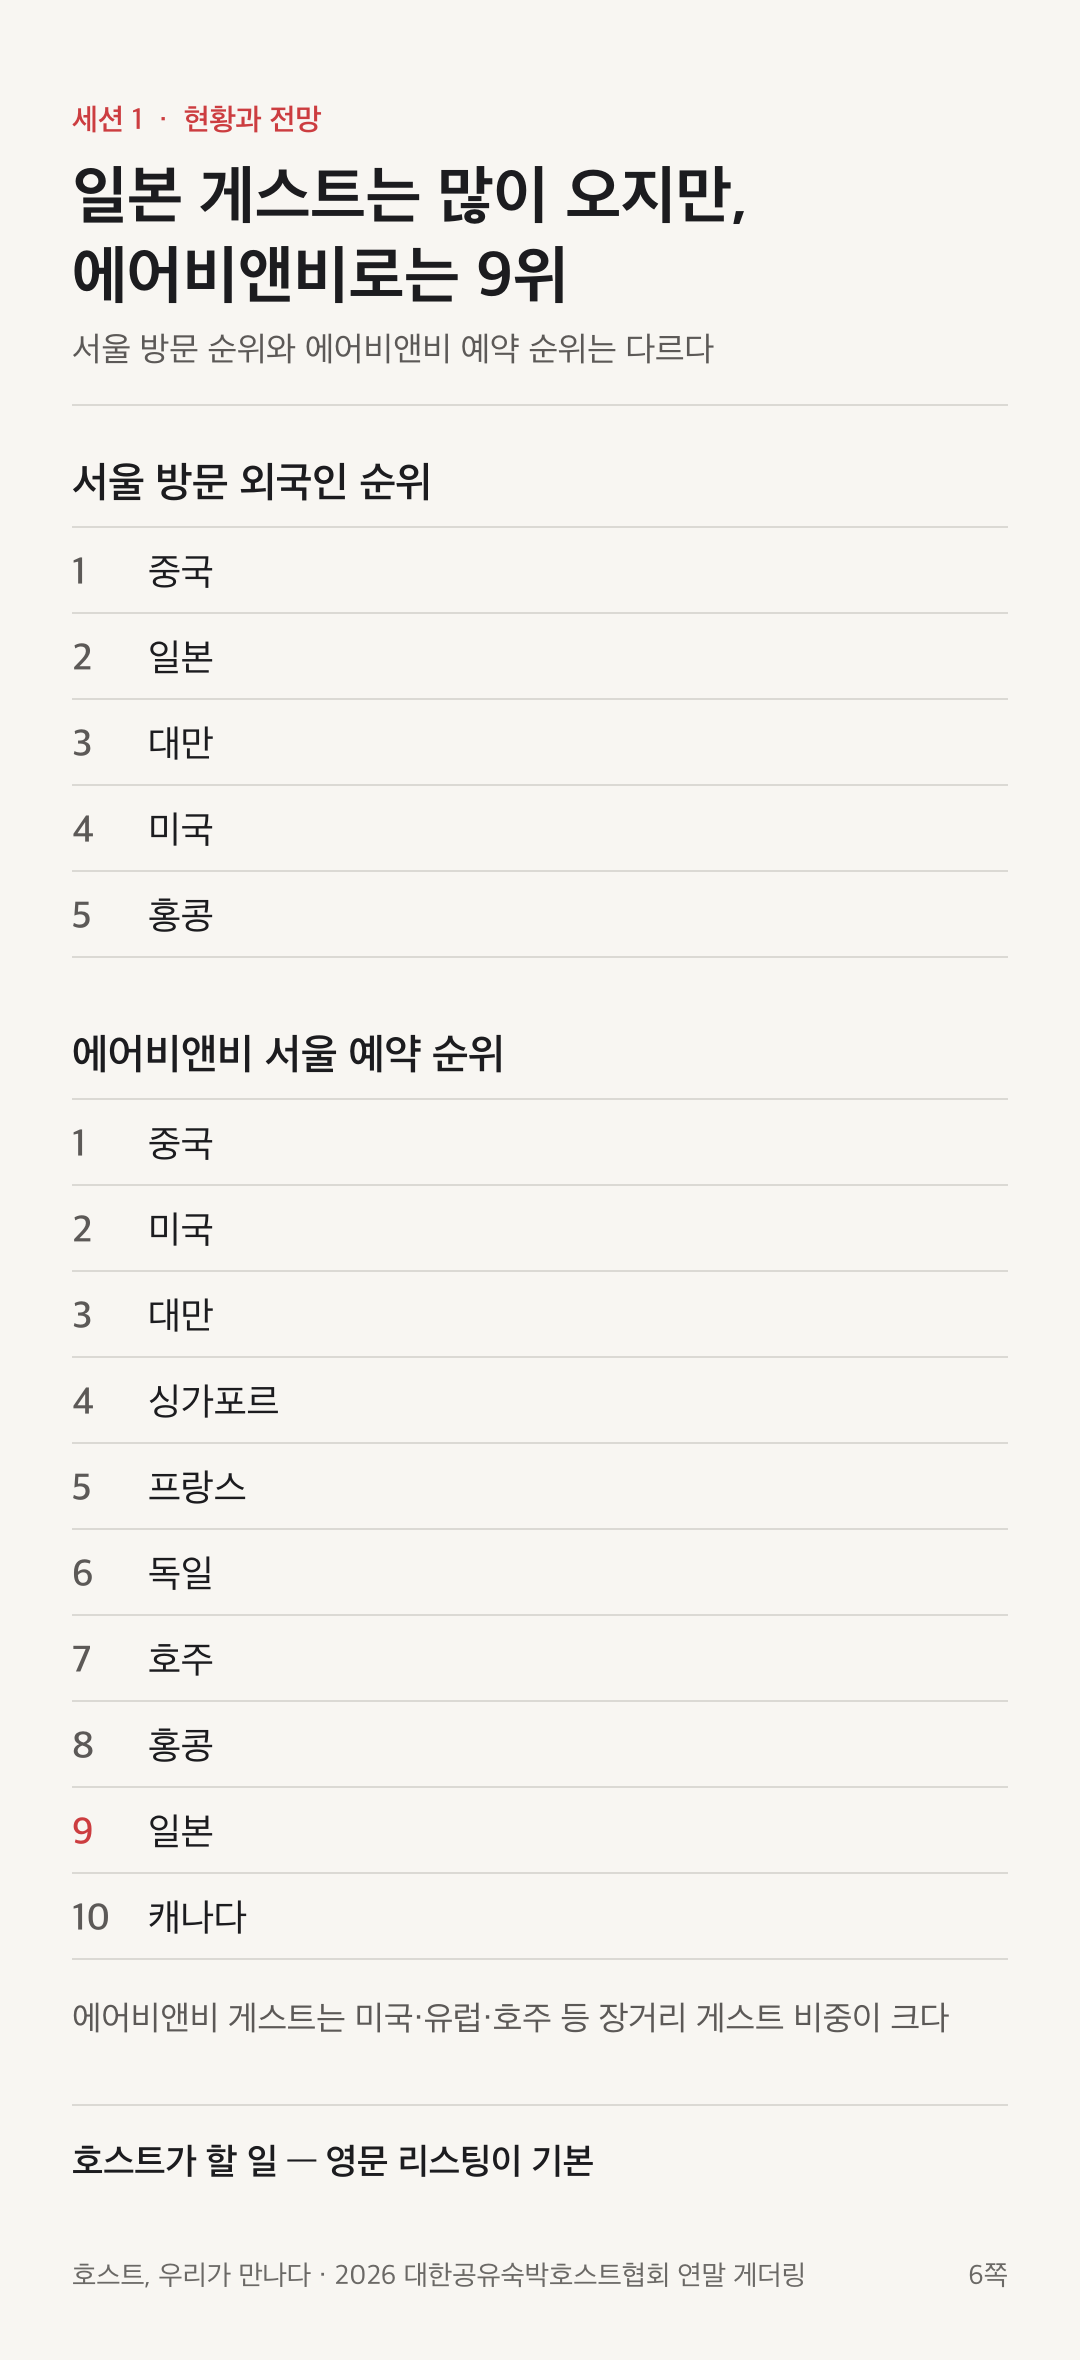 세션 1 · 현황과 전망
일본 게스트는 많이 오지만,
에어비앤비로는 9위
서울 방문 순위와 에어비앤비 예약 순위는 다르다
서울 방문 외국인 순위
1 중국
2 일본
3 대만
4 미국
5 홍콩
에어비앤비 서울 예약 순위
1 중국
2 미국
3 대만
4 싱가포르
5 프랑스
6 독일
7 호주
8 홍콩
9 일본
10 캐나다
에어비앤비 게스트는 미국·유럽·호주 등 장거리 게스트 비중이 크다
호스트가 할 일 — 영문 리스팅이 기본
호스트, 우리가 만나다 · 2026 대한공유숙박호스트협회 연말 게더링 6쪽